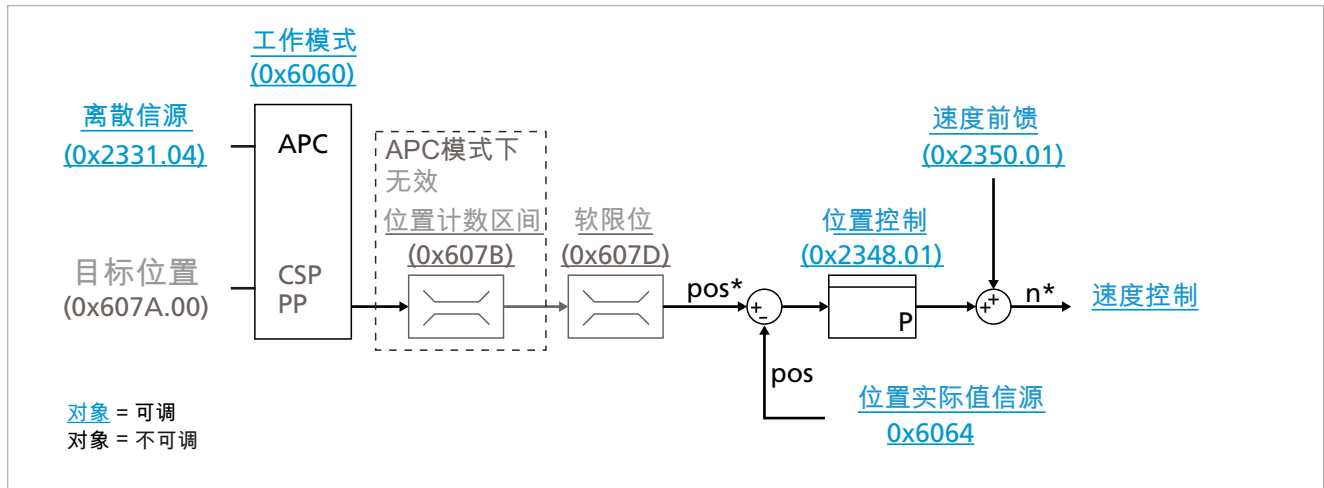 工作模式
(0x6060)
离散信源
(0x2331.04)
APC
目标位置
(0x607A.00)
CSP
PP
APC模式下
无效
位置计数区间
(0x607B)
软限位
(0x607D)
pos*
+
-
pos
位置控制
(0x2348.01)
P
速度前馈
(0x2350.01)
+
+
n*
速度控制
位置实际值信源
0x6064
对象 = 可调
对象 = 不可调